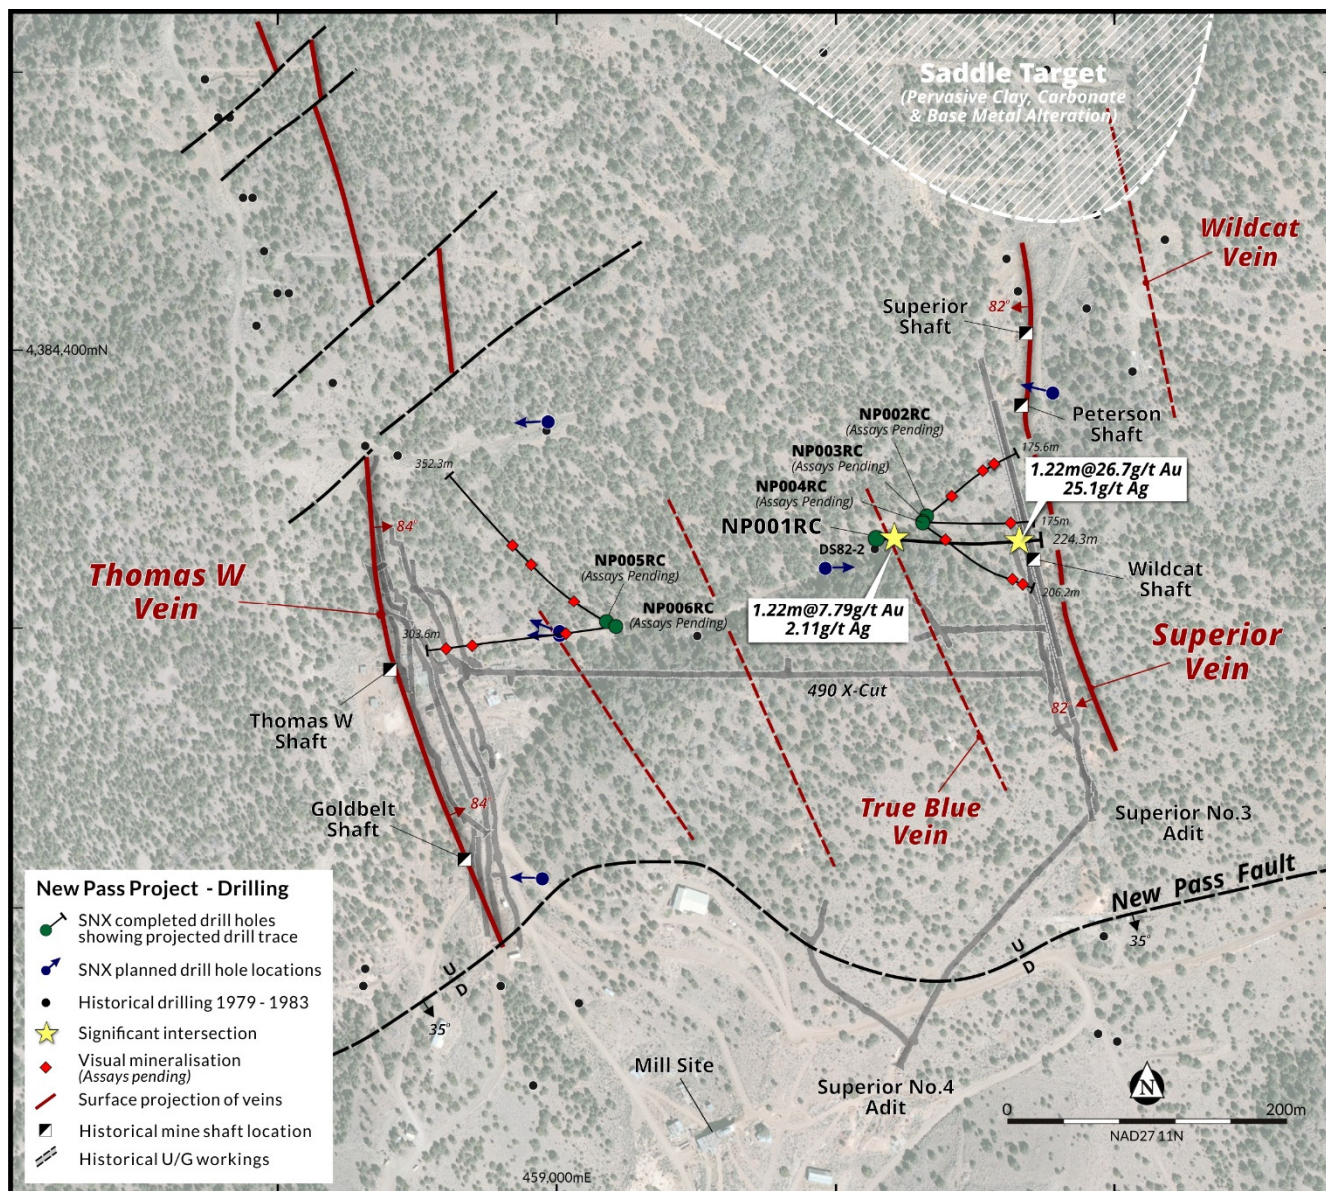 Saddle Target
(Pervasive Clay, Carbonate
& Base Metal Alteration)
Wildcat
Vein
Superior
Shaft
82°
4,384,400mN
Peterson
Shaft
NP002RC
(Assays Pending)
175.6m
NP003RC
(Assays Pending)
352.3m
1.22m@26.7g/t Au
25.1g/t Ag
NP004RC
(Assays Pending)
NP001RC
175m
224.3m
84°
DS82-2
Wildcat
Shaft
NP005RC
(Assays Pending)
Thomas W
Vein
206.2m
NP006RC
(Assays Pending)
1.22m@7.79g/t Au
2.11g/t Ag
303.6m
Superior
Vein
490 X-Cut
82°
Thomas W
Shaft
True Blue
Vein
84°
Goldbelt
Shaft
Superior No.3
Adit
New Pass Fault
35°
U
D
U
D
35°
New Pass Project - Drilling
SNX completed drill holes
showing projected drill trace
SNX planned drill hole locations
Historical drilling 1979 - 1983
Significant intersection
Visual mineralisation
(Assays pending)
Surface projection of veins
Historical mine shaft location
Historical U/G workings
Mill Site
Superior No.4
Adit
N
0
200m
NAD27 11N
459,000mE